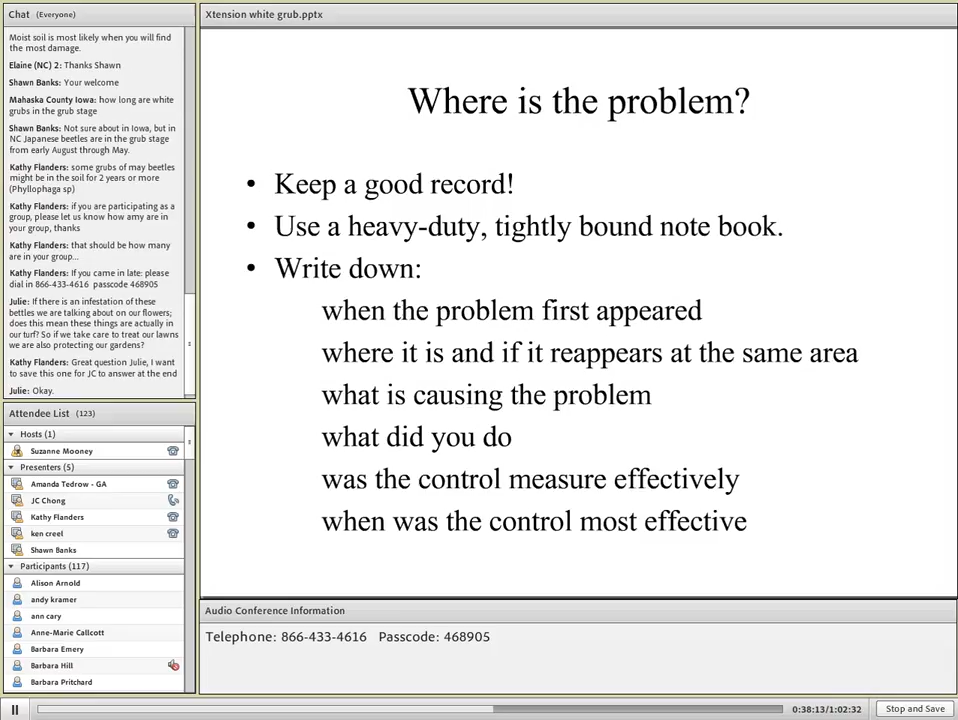 Chat (Everyone)
Moist soil is most likely when you will find
the most damage.
Elaine (NC) 2: Thanks Shawn
Shawn Banks: Your welcome
Mahaska County Iowa: how long are white
grubs in the grub stage
Shawn Banks: Not sure about in Iowa, but in
NC Japanese beetles are in the grub stage
from early August through May.
Kathy Flanders: some grubs of may beetles
might be in the soil for 2 years or more
(Phyllophaga sp)
Kathy Flanders: if you are participating as a
group, please let us know how amy are in
your group, thanks
Kathy Flanders: that should be how many
are in your group...
Kathy Flanders: If you came in late: please
dial in 866-433-4616 passcode 468905
Julie: If there is an infestation of these
bettles we are talking about on our flowers;
does this mean these things are actually in
our turf? So if we take care to treat our lawns
we are also protecting our gardens?
Kathy Flanders: Great question Julie, I want
to save this one for JC to answer at the end
Julie: Okay.
Attendee List (123)
Hosts (1)
Suzanne Mooney
Presenters (5)
Amanda Tedrow - GA
JC Chong
Kathy Flanders
ken creel
Shawn Banks
Participants (117)
Alison Arnold
andy kramer
ann cary
Anne-Marie Callcott
Barbara Emery
Barbara Hill
Barbara Pritchard
Xtension white grub.pptx
Where is the problem?
• Keep a good record!
• Use a heavy-duty, tightly bound note book.
• Write down:
when the problem first appeared
where it is and if it reappears at the same area
what is causing the problem
what did you do
was the control measure effectively
when was the control most effective
Audio Conference Information
Telephone: 866-433-4616 Passcode: 468905
0:38:13/1:02:32
Stop and Save